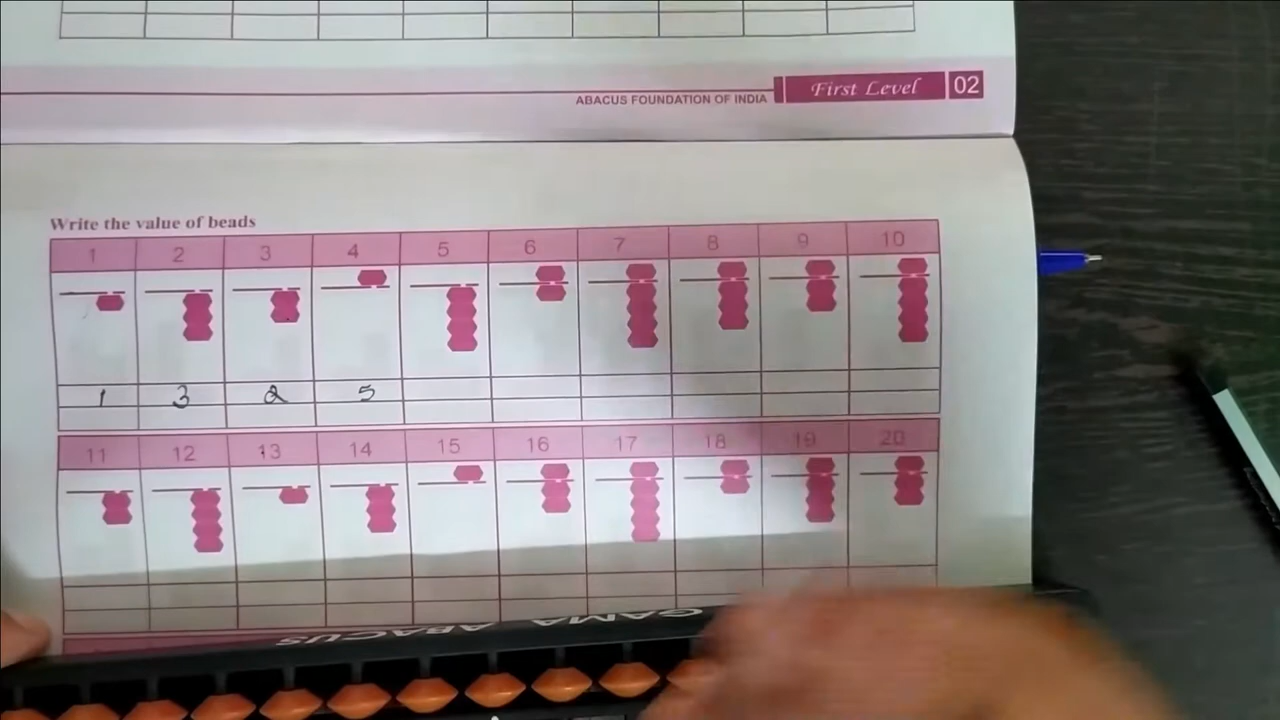 ABACUS FOUNDATION OF INDIA First Level 02
Write the value of beads
1 2 3 4 5 6 7 8 9 10
1 3 2 5
11 12 13 14 15 16 17 18 19 20
GAMA ABACUS